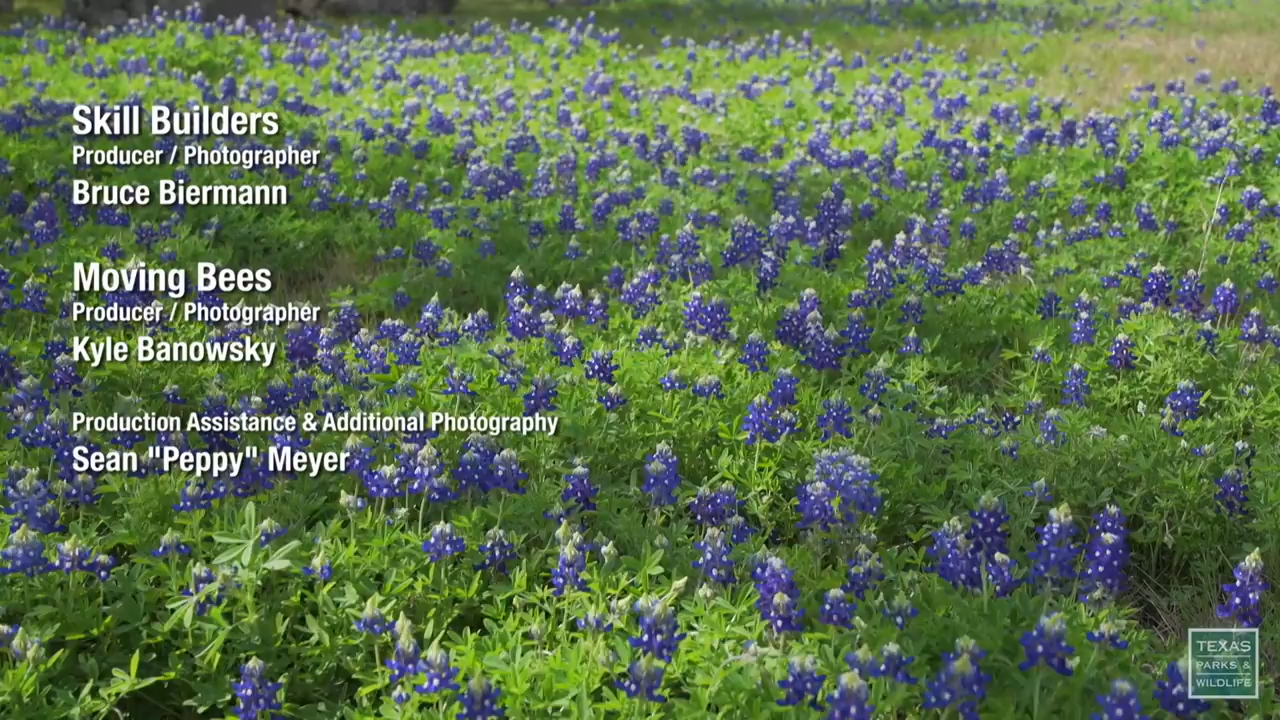 Skill Builders
Producer / Photographer
Bruce Biermann
Moving Bees
Producer / Photographer
Kyle Banowsky
Production Assistance & Additional Photography
Sean "Peppy" Meyer
TEXAS
PARKS &
WILDLIFE